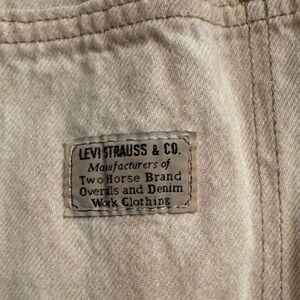 LEVI STRAUSS & CO.
Manufacturers of
Two Horse Brand
Overalls and Denim
Work Clothing